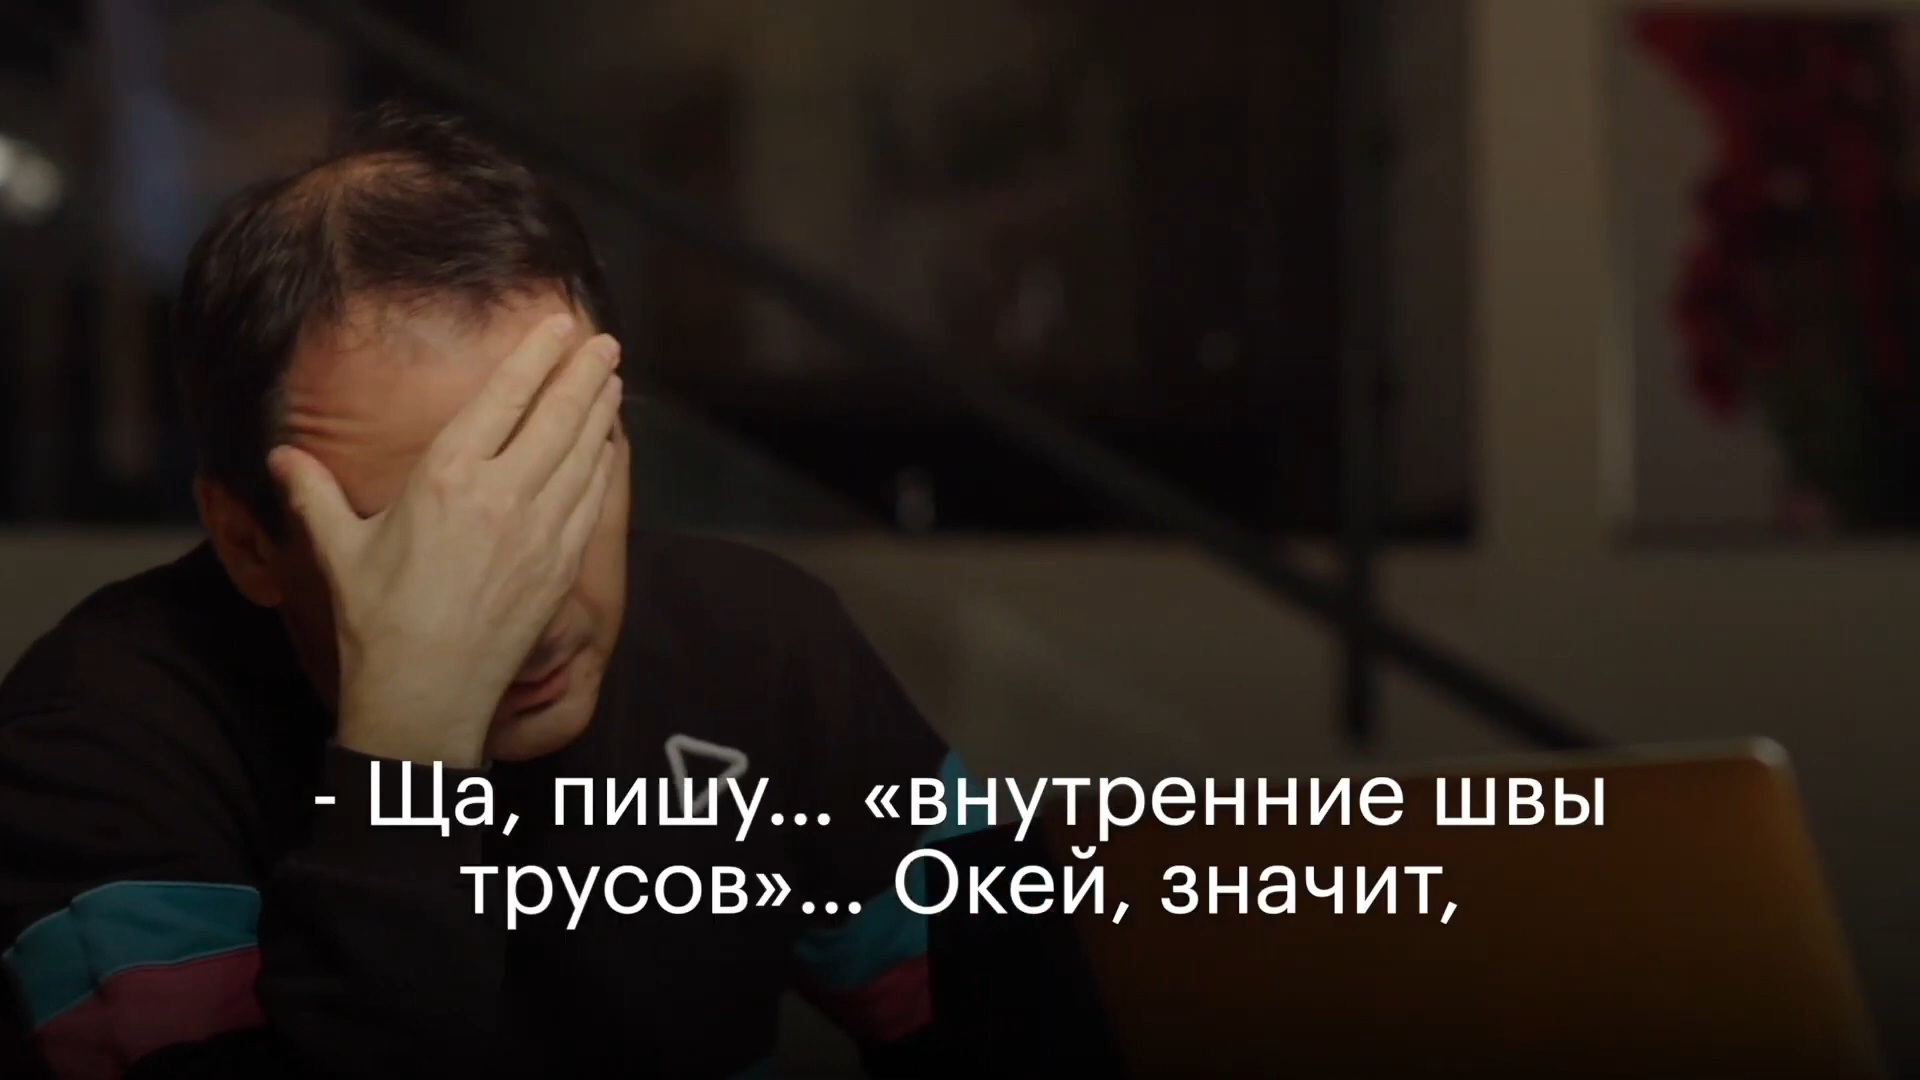 - Ща, пишу... «внутренние швы
трусов»... Окей, значит,